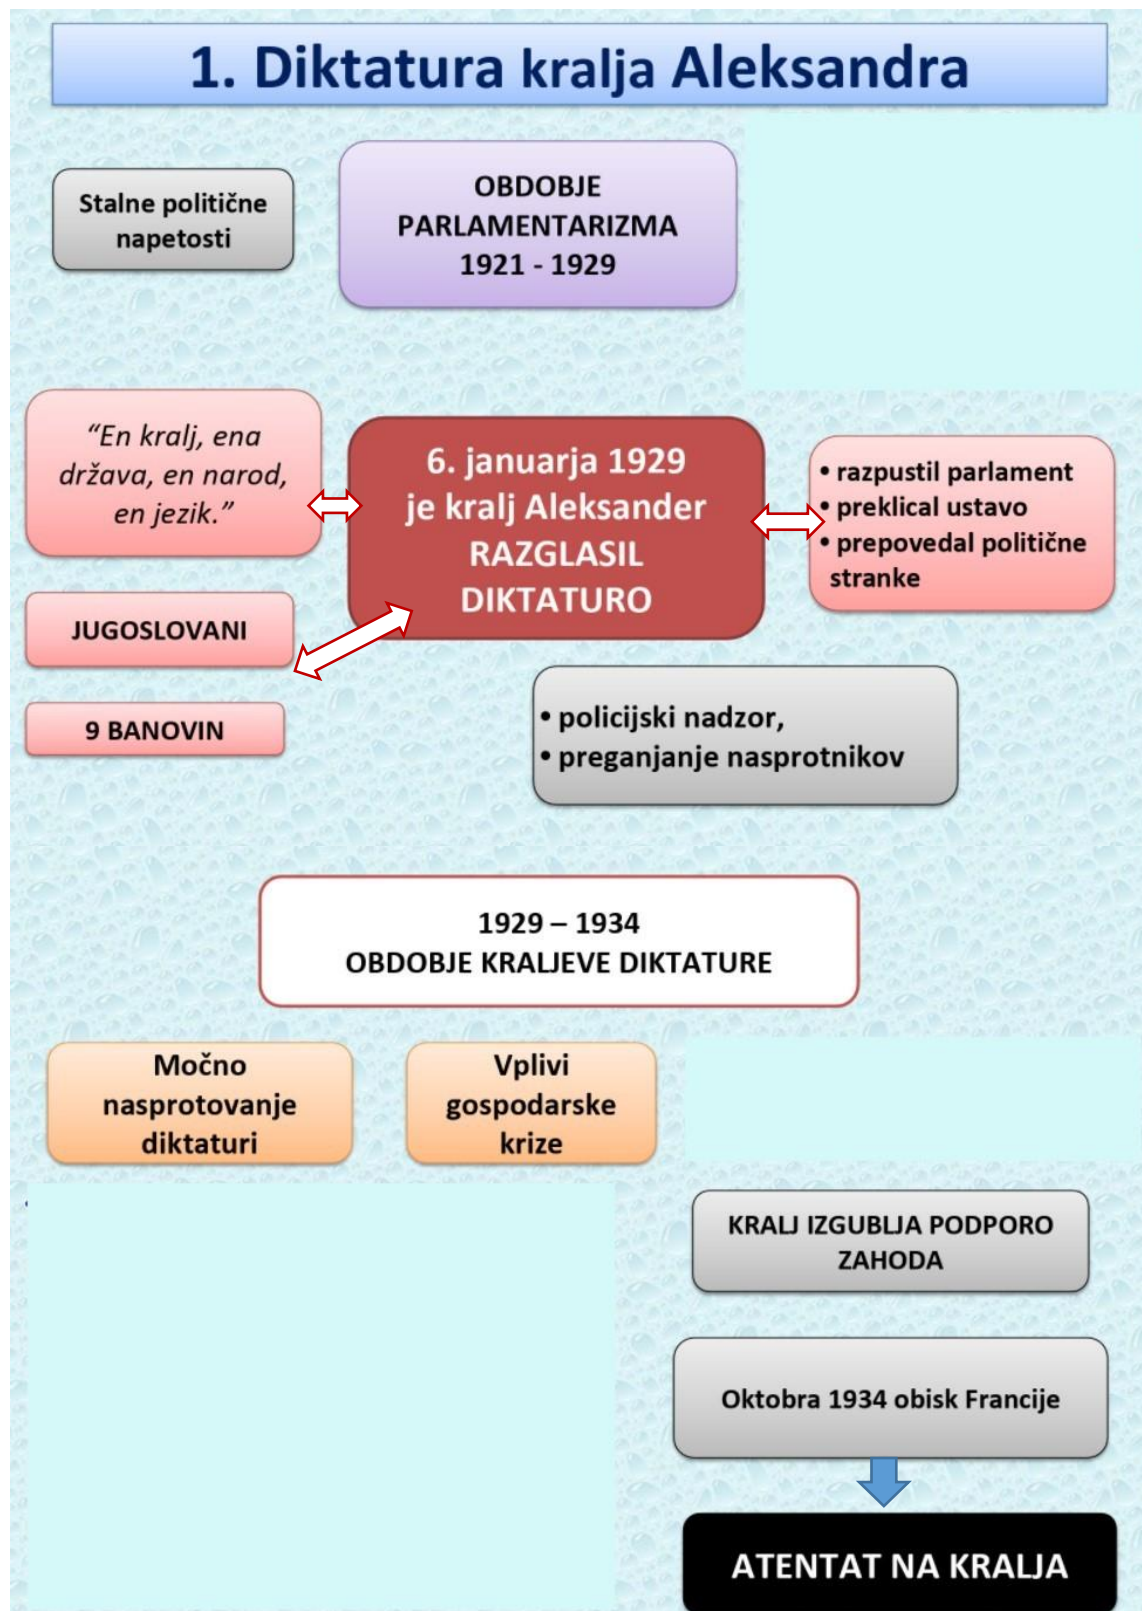 1. Diktatura kralja Aleksandra
Stalne politične
napetosti
OBDOBJE
PARLAMENTARIZMA
1921 - 1929
“En kralj, ena
država, en narod,
en jezik.”
6. januarja 1929
je kralj Aleksander
RAZGLASIL
DIKTATURO
• razpustil parlament
• preklical ustavo
• prepovedal politične
stranke
JUGOSLOVANI
9 BANOVIN
• policijski nadzor,
• preganjanje nasprotnikov
1929 – 1934
OBDOBJE KRALJEVE DIKTATURE
Močno
nasprotovanje
diktaturi
Vplivi
gospodarske
krize
KRALJ IZGUBLJA PODPORO
ZAHODA
Oktobra 1934 obisk Francije
ATENTAT NA KRALJA